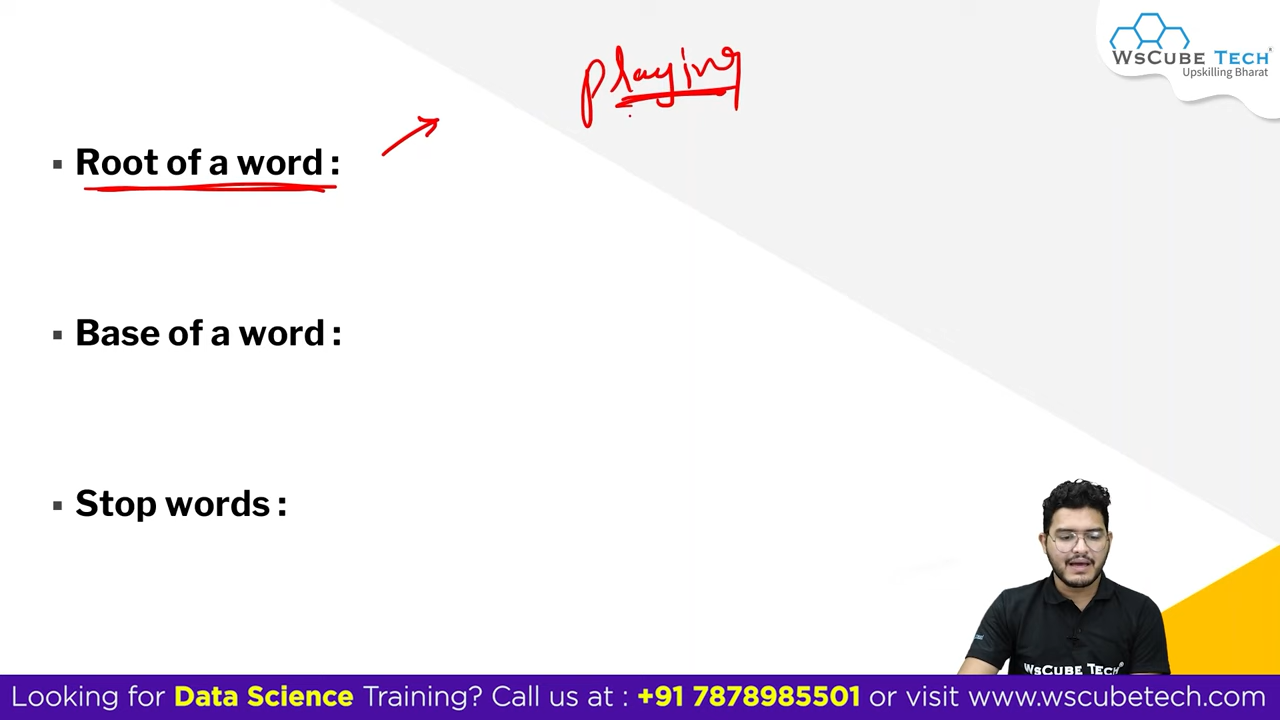 playing
WsCube Tech
Upskilling Bharat
▪ Root of a word :
▪ Base of a word :
▪ Stop words :
WsCube Tech
Looking for Data Science Training? Call us at : +91 7878985501 or visit www.wscubetech.com